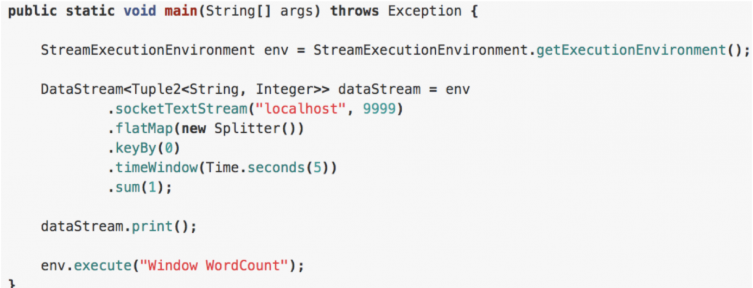 public static void main(String[] args) throws Exception {
    StreamExecutionEnvironment env = StreamExecutionEnvironment.getExecutionEnvironment();
    DataStream<Tuple2<String, Integer>> dataStream = env
            .socketTextStream("localhost", 9999)
            .flatMap(new Splitter())
            .keyBy(0)
            .timeWindow(Time.seconds(5))
            .sum(1);
    dataStream.print();
    env.execute("Window WordCount");
}